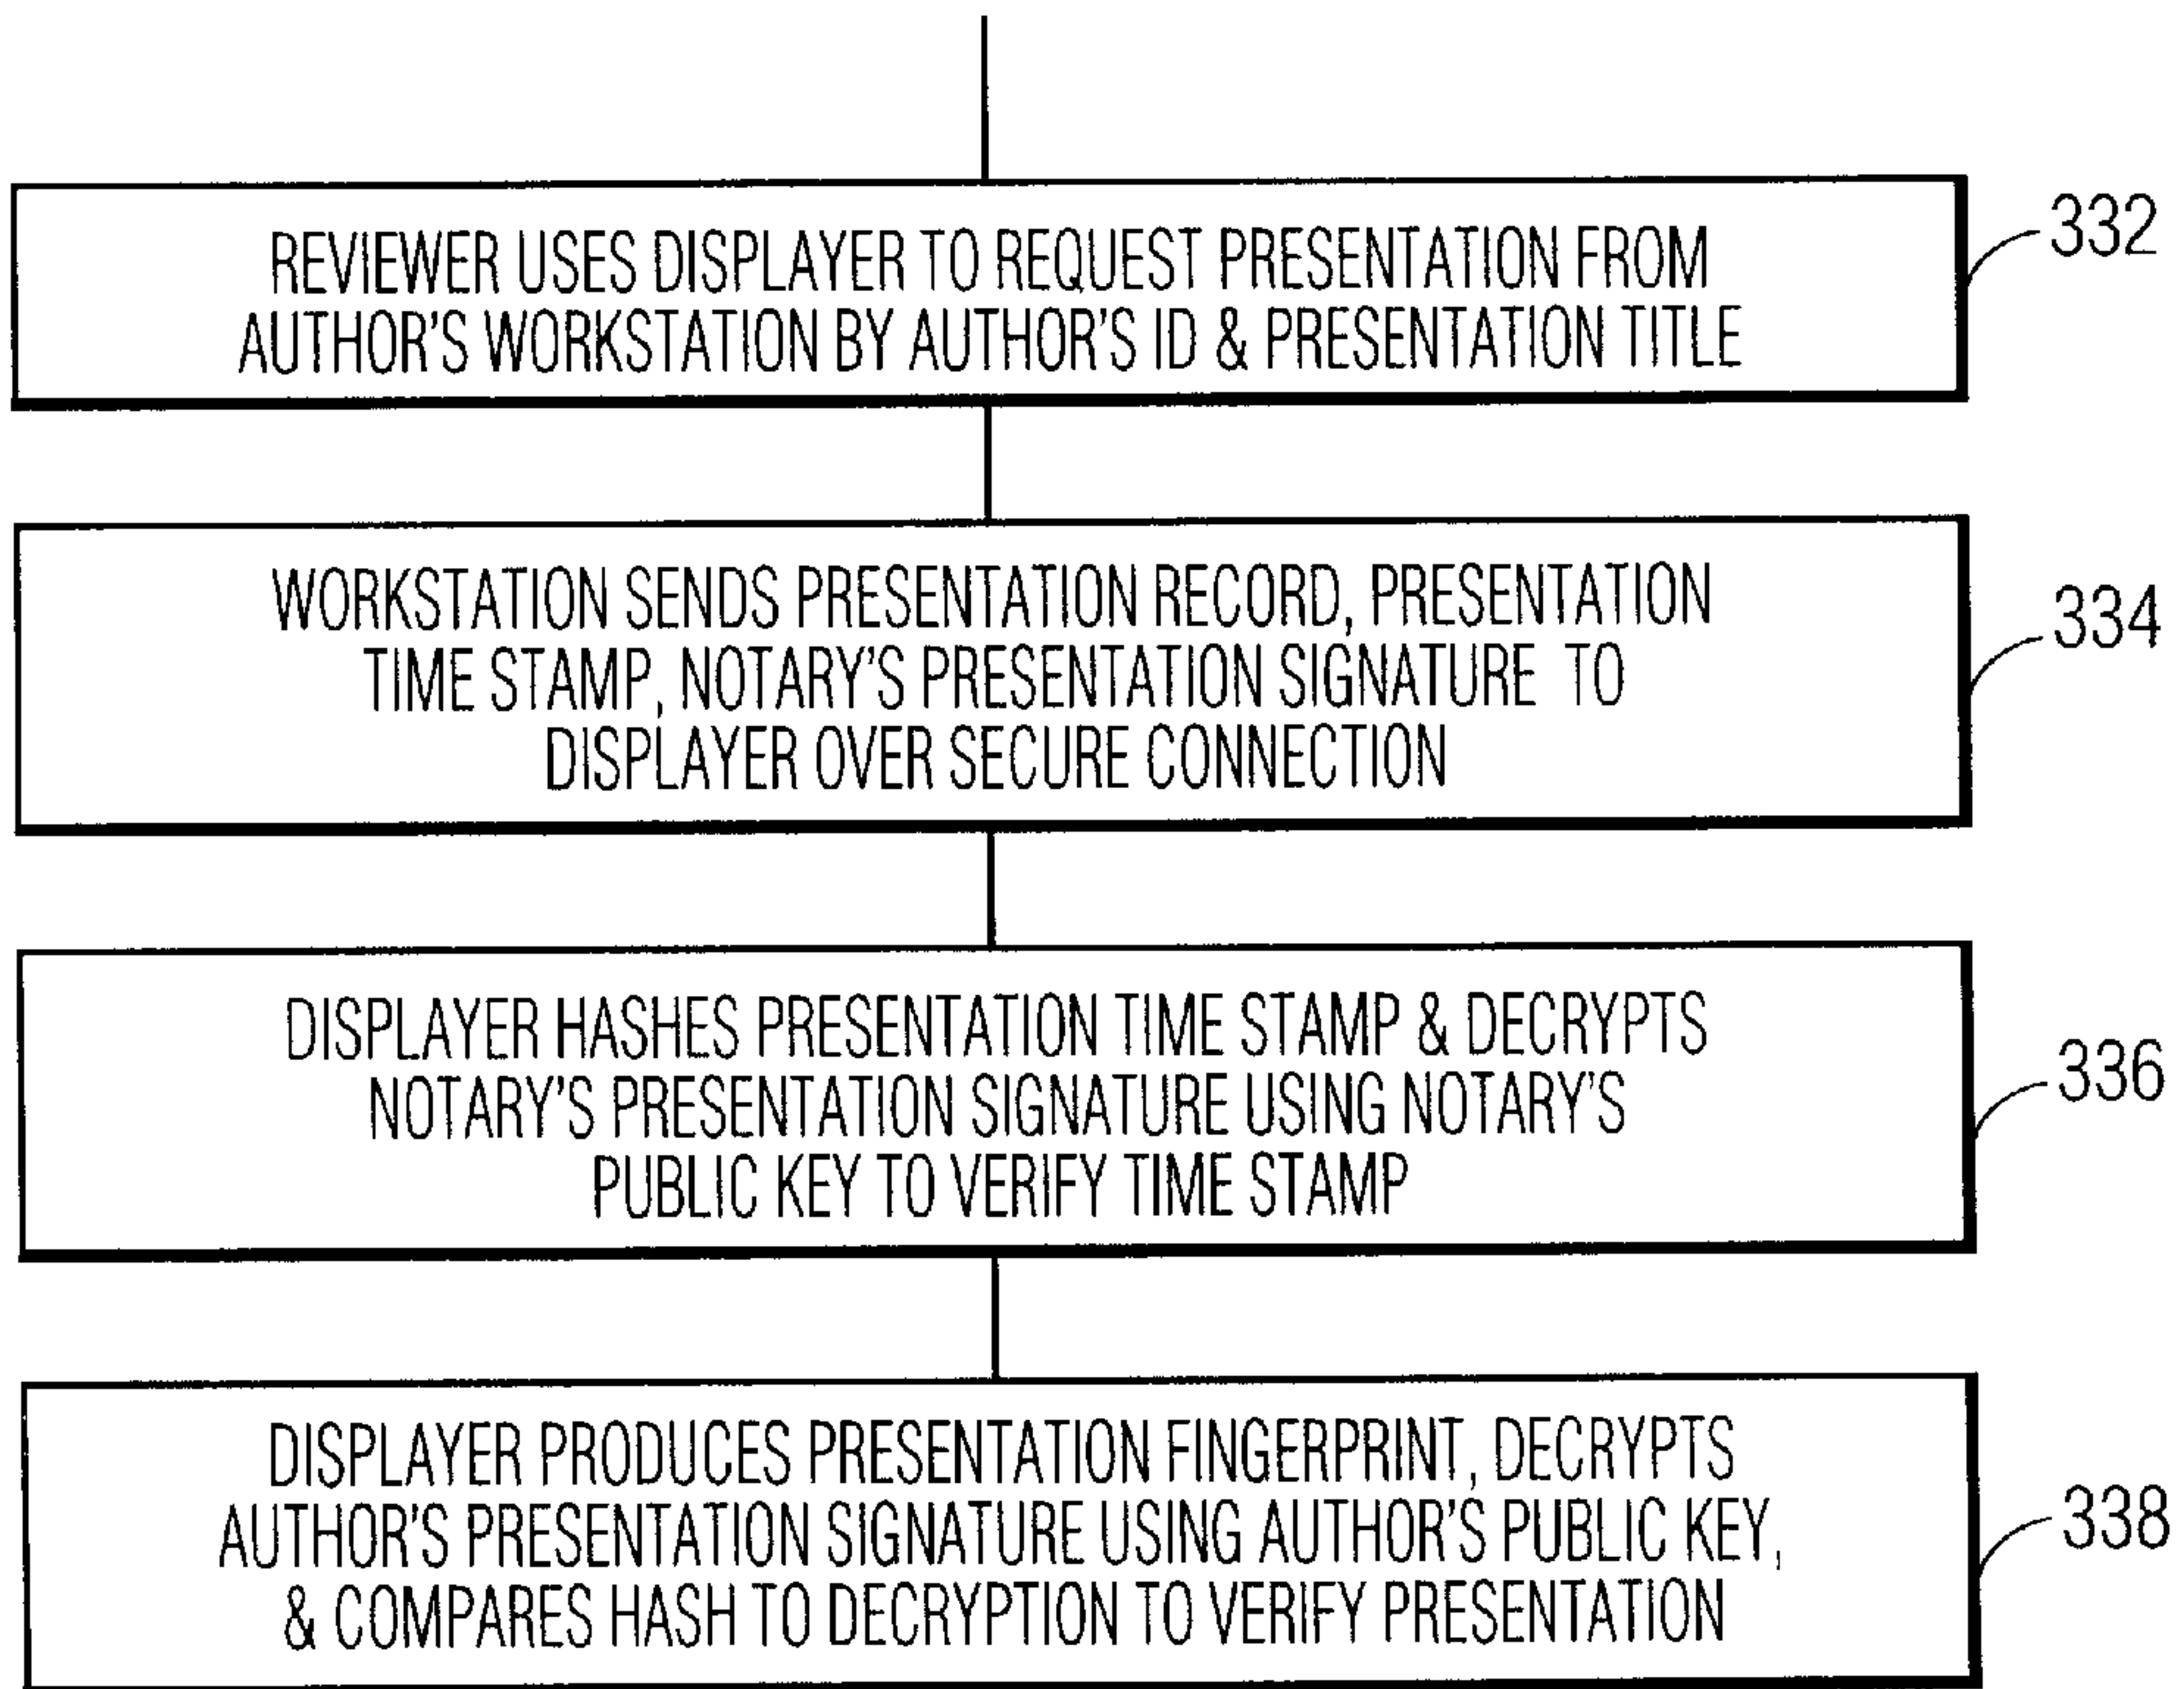 REVIEWER USES DISPLAYER TO REQUEST PRESENTATION FROM
AUTHOR'S WORKSTATION BY AUTHOR'S ID & PRESENTATION TITLE
332
WORKSTATION SENDS PRESENTATION RECORD, PRESENTATION
TIME STAMP, NOTARY'S PRESENTATION SIGNATURE TO
DISPLAYER OVER SECURE CONNECTION
334
DISPLAYER HASHES PRESENTATION TIME STAMP & DECRYPTS
NOTARY'S PRESENTATION SIGNATURE USING NOTARY'S
PUBLIC KEY TO VERIFY TIME STAMP
336
DISPLAYER PRODUCES PRESENTATION FINGERPRINT, DECRYPTS
AUTHOR'S PRESENTATION SIGNATURE USING AUTHOR'S PUBLIC KEY,
& COMPARES HASH TO DECRYPTION TO VERIFY PRESENTATION
338